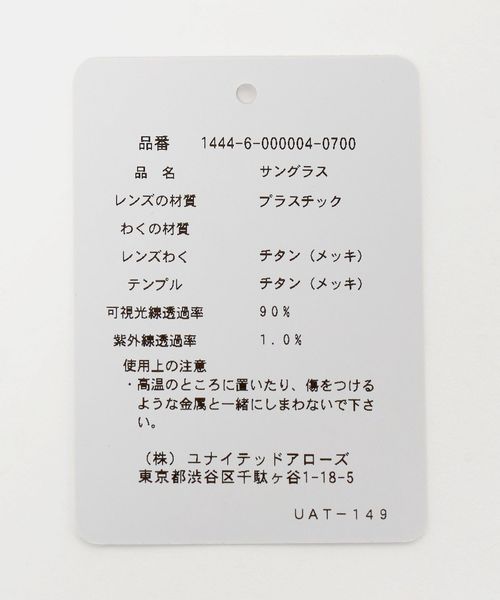 品番 1444-6-000004-0700
品 名 サングラス
レンズの材質 プラスチック
わくの材質
レンズわく チタン（メッキ）
テンプル チタン（メッキ）
可視光線透過率 90%
紫外線透過率 1.0%
使用上の注意
・高温のところに置いたり、傷をつける
ような金属と一緒にしまわないで下さ
い。
（株）ユナイテッドアローズ
東京都渋谷区千駄ヶ谷1-18-5
UAT-149